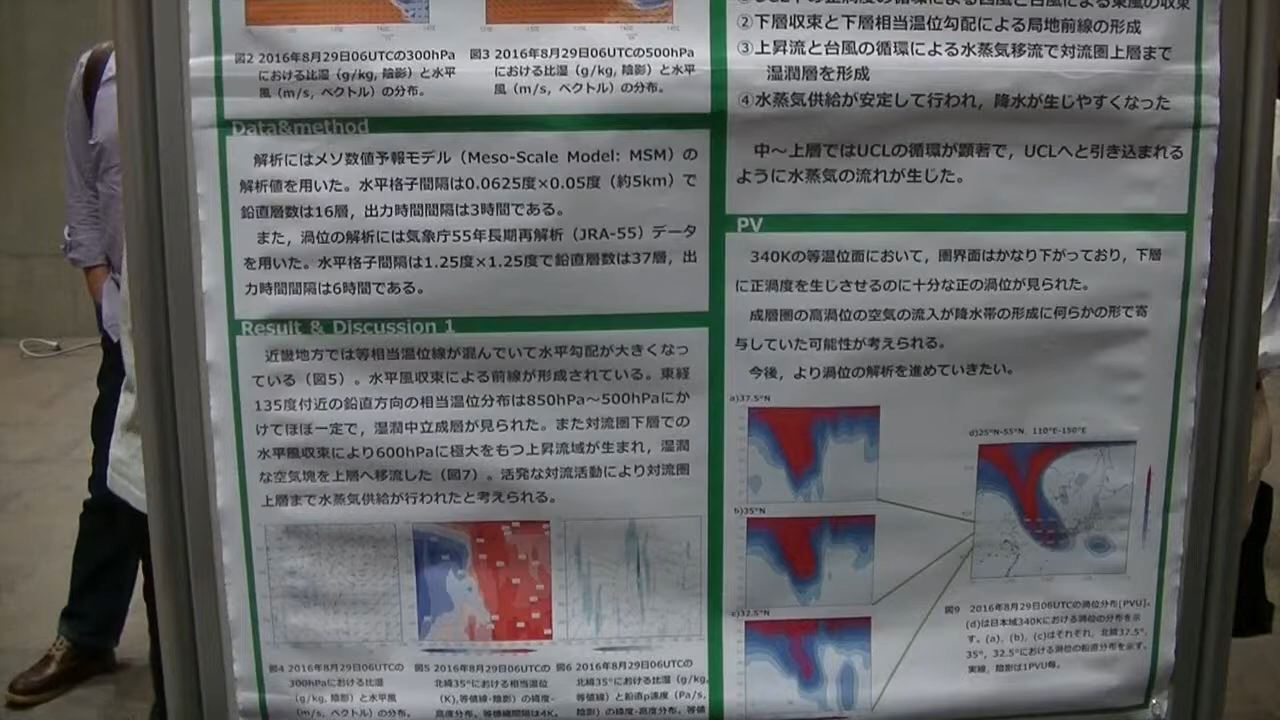 図2 2016年8月29日06UTCの300hPa
における比湿（g/kg, 陰影）と水平
風（m/s，ベクトル）の分布。
図3 2016年8月29日06UTCの500hPa
における比湿（g/kg, 陰影）と水平
風（m/s，ベクトル）の分布。
Data&method
解析にはメソ数値予報モデル（Meso-Scale Model: MSM）の
解析値を用いた。水平格子間隔は0.0625度×0.05度（約5km）で
鉛直層数は16層，出力時間間隔は3時間である。
また，渦位の解析には気象庁55年長期再解析（JRA-55）データ
を用いた。水平格子間隔は1.25度×1.25度で鉛直層数は37層，出
力時間間隔は6時間である。
Result & Discussion 1
近畿地方では等相当温位線が混んでいて水平勾配が大きくなっ
ている（図5）。水平風収束による前線が形成されている。東経
135度付近の鉛直方向の相当温位分布は850hPa～500hPaにか
けてほぼ一定で，湿潤中立成層が見られた。また対流圏下層での
水平風収束により600hPaに極大をもつ上昇流域が生まれ，湿潤
な空気塊を上層へ移流した（図7）。活発な対流活動により対流圏
上層まで水蒸気供給が行われたと考えられる。
図4 2016年8月29日06UTCの
300hPaにおける比湿
（g/kg, 陰影）と水平風
（m/s，ベクトル）の分布。
図5 2016年8月29日06UTCの
北緯35°における相当温位
（K),等値線・陰影）の緯度-
高度分布。等値線間隔は4K。
図6 2016年8月29日06UTCの
北緯35°における比湿（g/kg,
等値線）と鉛直p速度（Pa/s,
陰影）の緯度-高度分布。等値
②下層収束と下層相当温位勾配による局地前線の形成
③上昇流と台風の循環による水蒸気移流で対流圏上層まで
湿潤層を形成
④水蒸気供給が安定して行われ，降水が生じやすくなった
中～上層ではUCLの循環が顕著で，UCLへと引き込まれる
ように水蒸気の流れが生じた。
PV
340Kの等温位面において，圏界面はかなり下がっており，下層
に正渦度を生じさせるのに十分な正の渦位が見られた。
成層圏の高渦位の空気の流入が降水帯の形成に何らかの形で寄
与していた可能性が考えられる。
今後，より渦位の解析を進めていきたい。
a)37.5°N
b)35°N
c)32.5°N
d)25°N-55°N, 110°E-150°E
図9 2016年8月29日06UTCの渦位分布[PVU]。
(d)は日本域340Kにおける渦位の分布を示
す。(a), (b), (c)はそれぞれ，北緯37.5°，
35°，32.5°における渦位の鉛直分布を示す。
実線，陰影は1PVU毎。